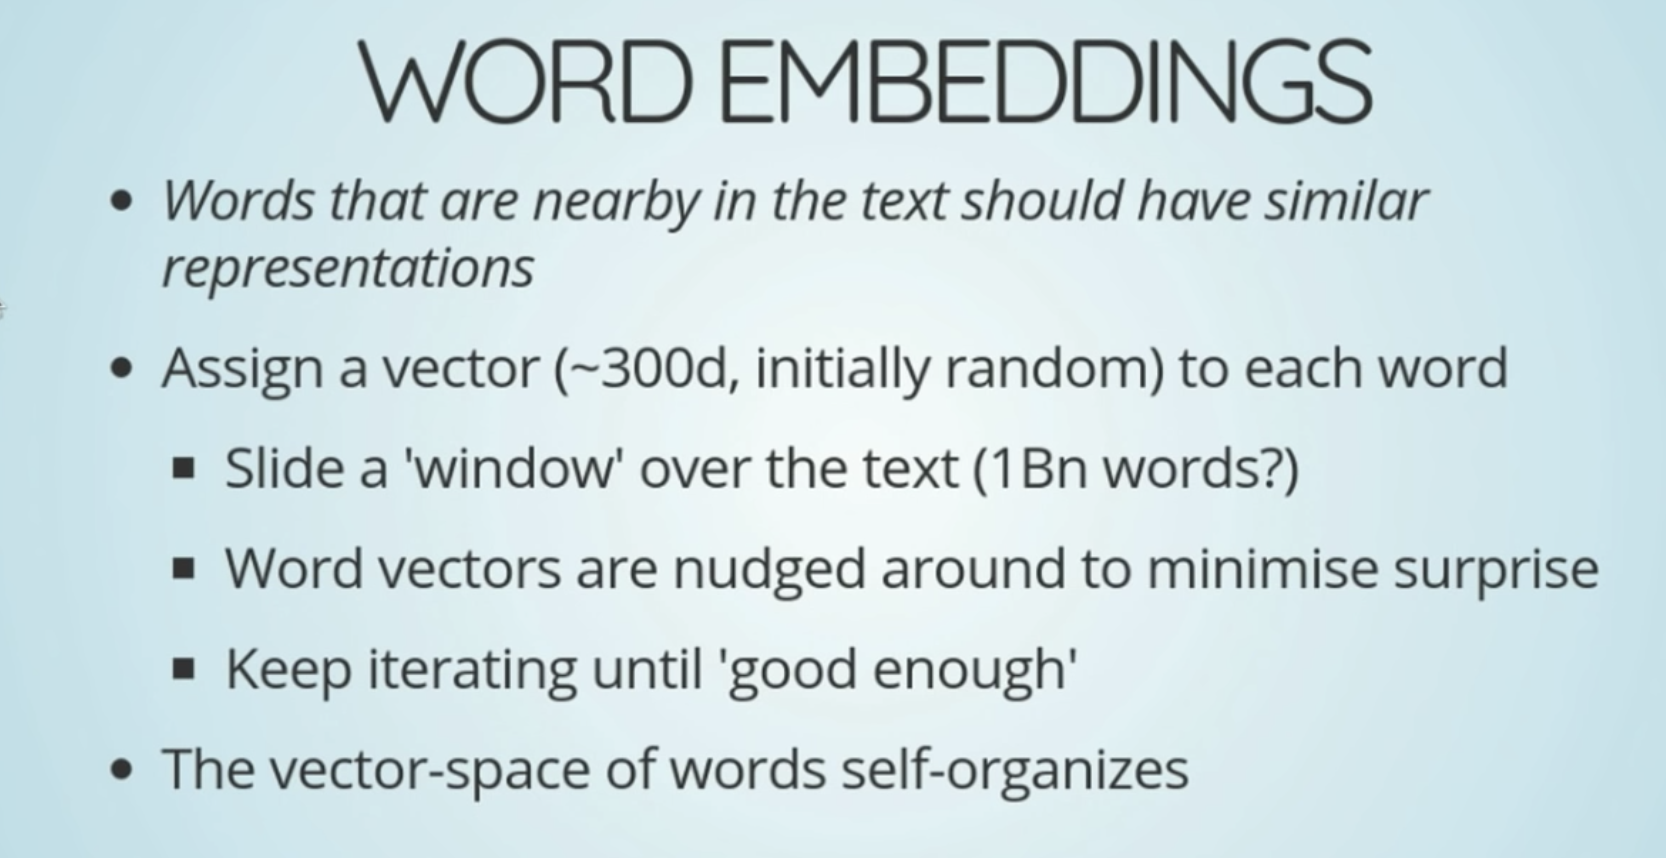 WORD EMBEDDINGS
• Words that are nearby in the text should have similar
representations
• Assign a vector (~300d, initially random) to each word
▪ Slide a 'window' over the text (1Bn words?)
▪ Word vectors are nudged around to minimise surprise
▪ Keep iterating until 'good enough'
• The vector-space of words self-organizes